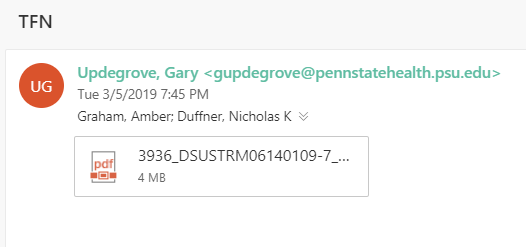 TFN
UG
Updegrove, Gary <gupdegrove@pennstatehealth.psu.edu>
Tue 3/5/2019 7:45 PM
Graham, Amber; Duffner, Nicholas K
pdf
3936_DSUSTRM06140109-7_...
4 MB